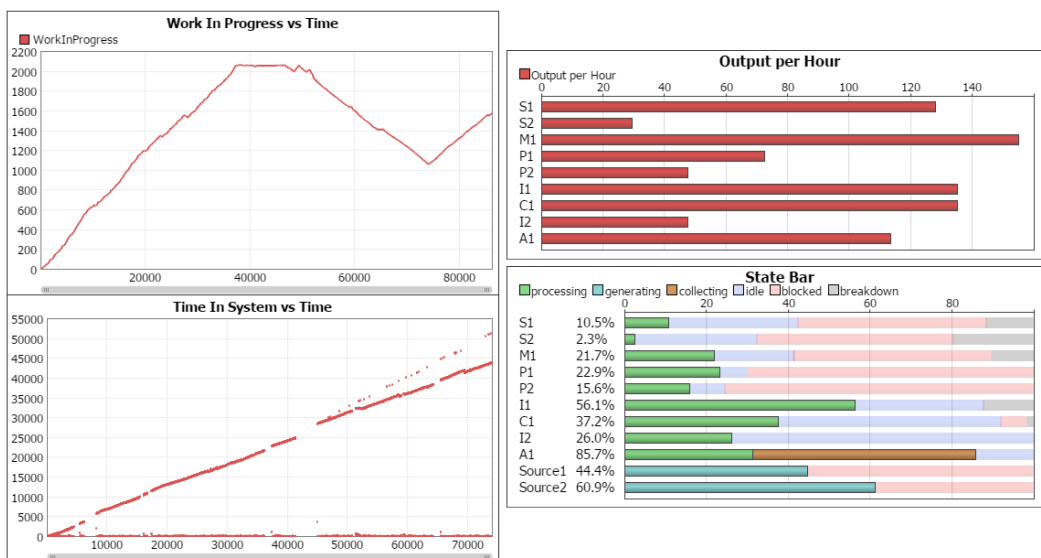 Work In Progress vs Time
WorkInProgress
2200
2000
1800
1600
1400
1200
1000
800
600
400
200
0
20000 40000 60000 80000
Time In System vs Time
55000
50000
45000
40000
35000
30000
25000
20000
15000
10000
5000
0
10000 20000 30000 40000 50000 60000 70000
Output per Hour
Output per Hour
0 20 40 60 80 100 120 140
S1
S2
M1
P1
P2
I1
C1
I2
A1
State Bar
processing generating collecting idle blocked breakdown
0 20 40 60 80
S1 10.5%
S2 2.3%
M1 21.7%
P1 22.9%
P2 15.6%
I1 56.1%
C1 37.2%
I2 26.0%
A1 85.7%
Source1 44.4%
Source2 60.9%